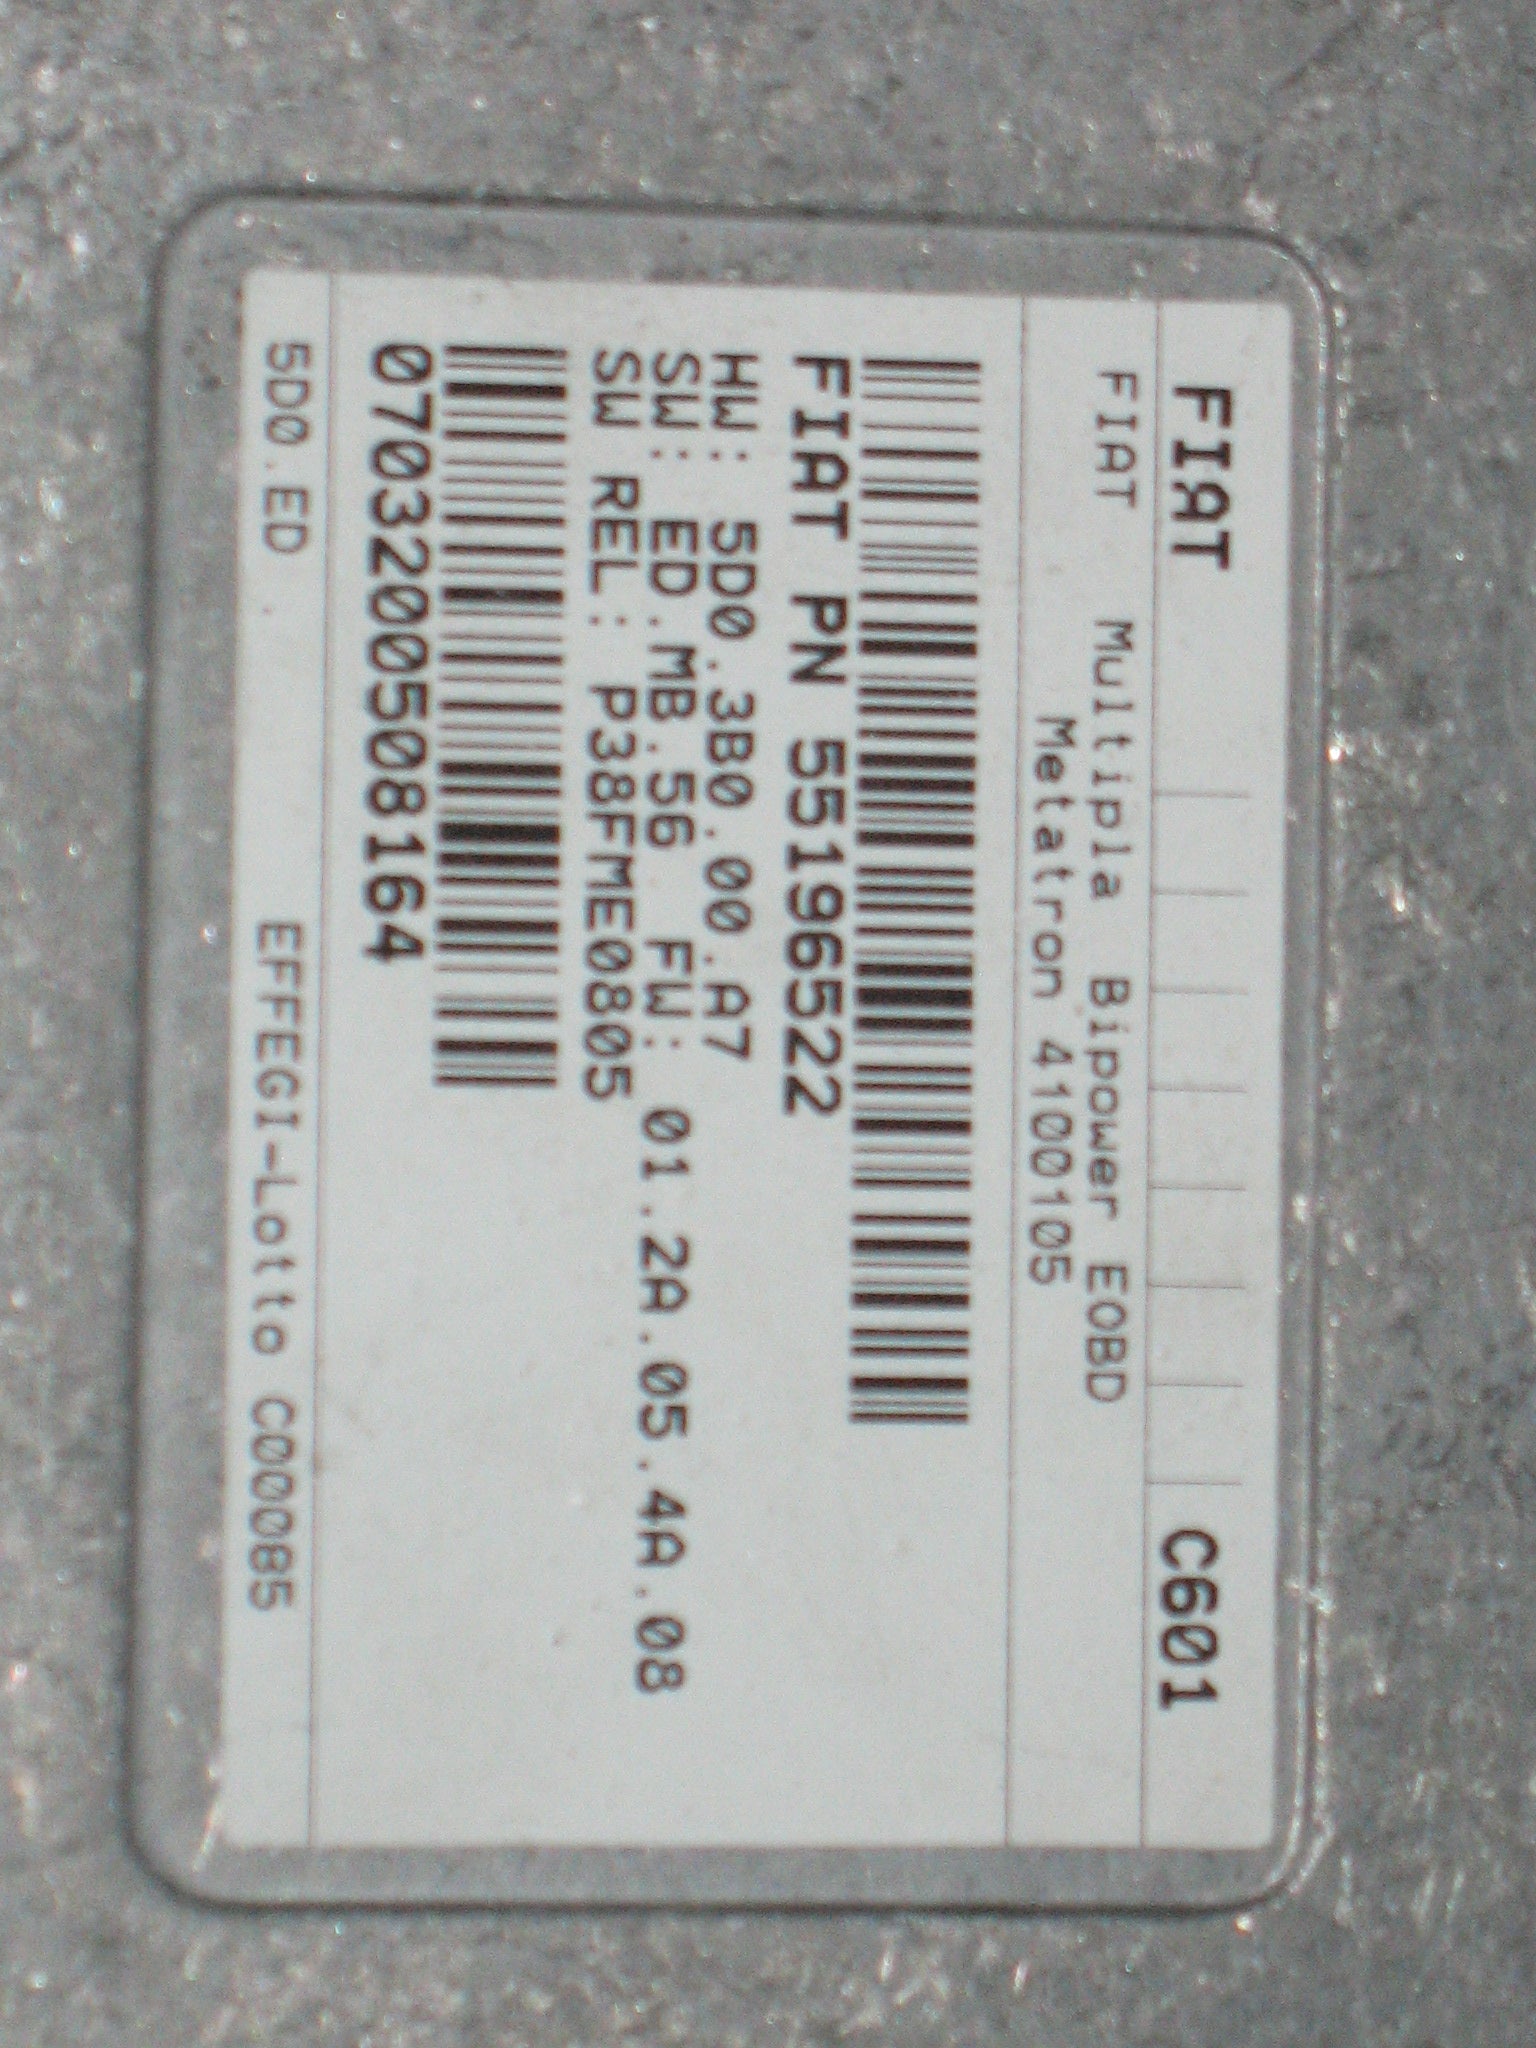 FIAT C601
FIAT Multipla Bipower EOBD
Metatron 4100105
FIAT PN 55196522
HW: 5D0.3B0.00.A7
SW: ED.MB.56 FW: 01.2A.05.4A.08
SW REL: P38FME0805
0703200508164
5D0.ED . EFFEGI-Lotto C00085